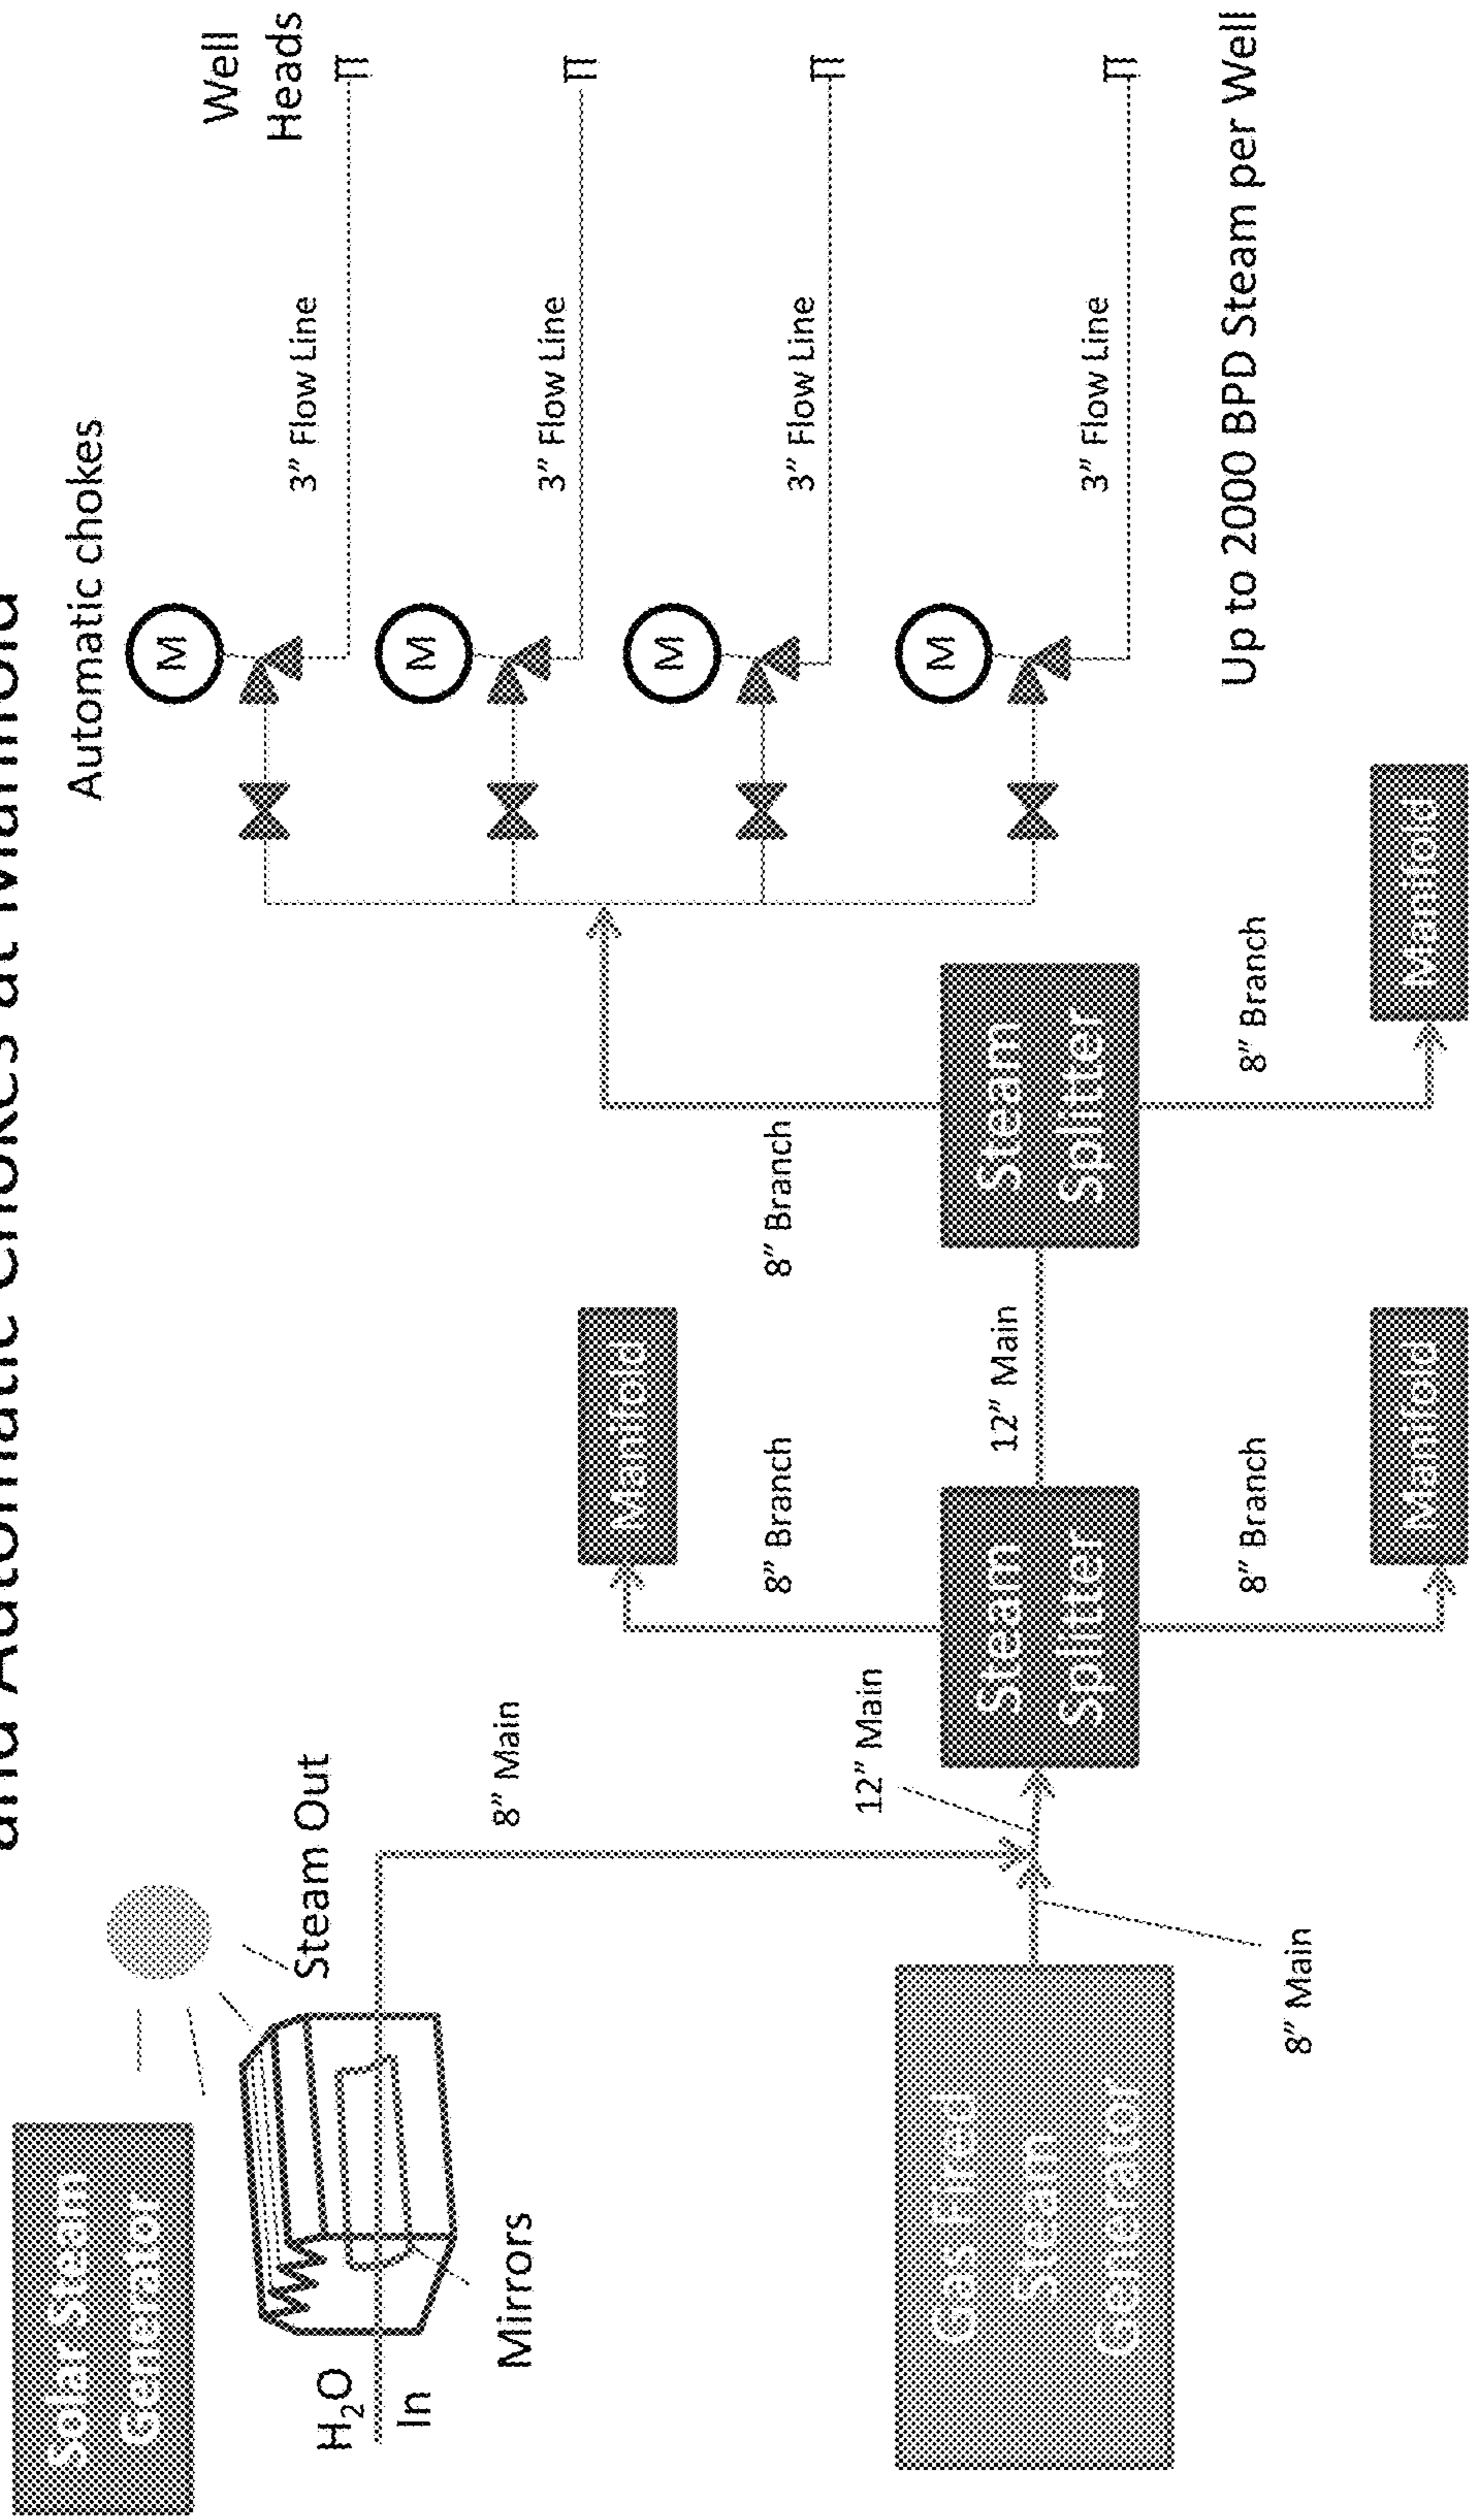 and Automatic Chokes at Manifold
Solar Steam
Generator
Automatic chokes
Well
Heads
M
3" Flow Line
H₂O
In
Steam Out
M
3" Flow Line
Mirrors
8" Main
Manifold
M
3" Flow Line
8" Branch
8" Branch
12" Main
M
3" Flow Line
Gas Fired
Steam
Generator
Steam
Splitter
12" Main
Steam
Splitter
8" Main
8" Branch
8" Branch
Up to 2000 BPD Steam per Well
Manifold
Manifold